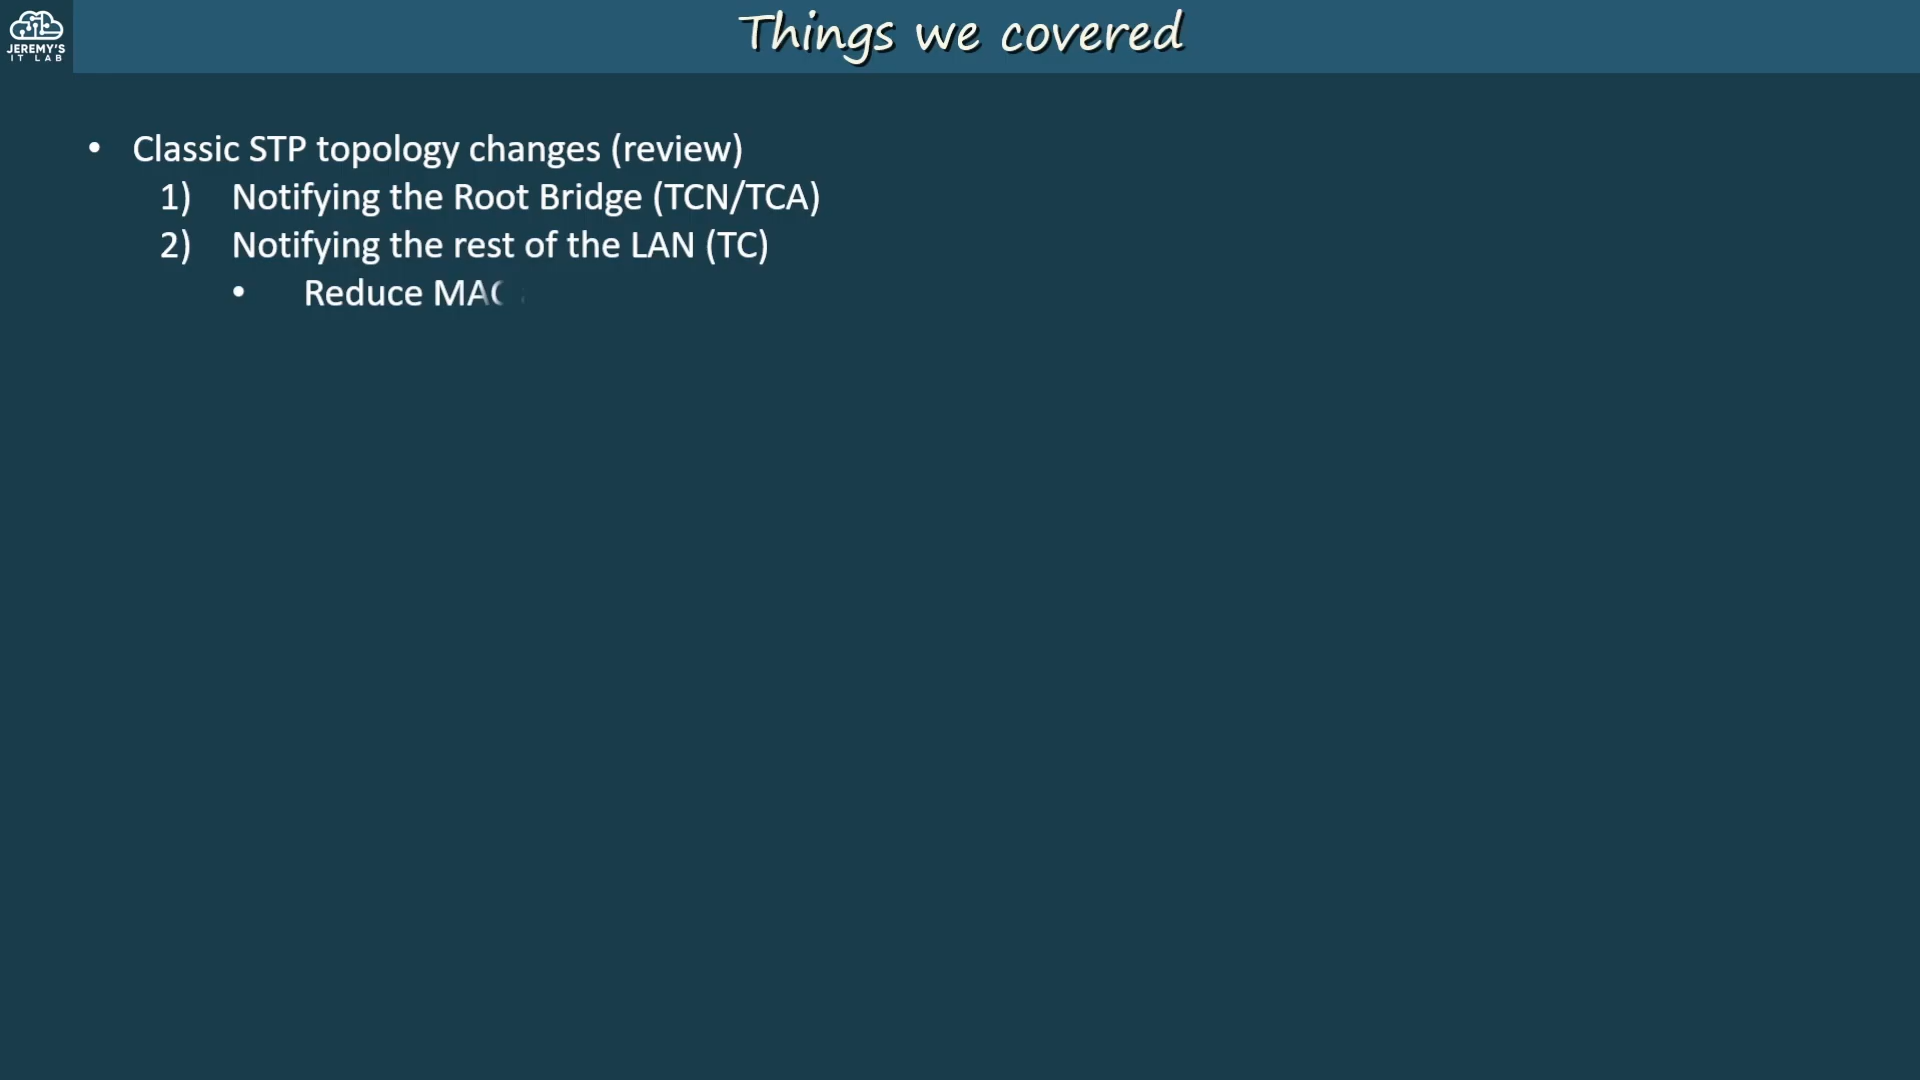 JEREMY'S
IT LAB
Things we covered
• Classic STP topology changes (review)
1) Notifying the Root Bridge (TCN/TCA)
2) Notifying the rest of the LAN (TC)
• Reduce MAC